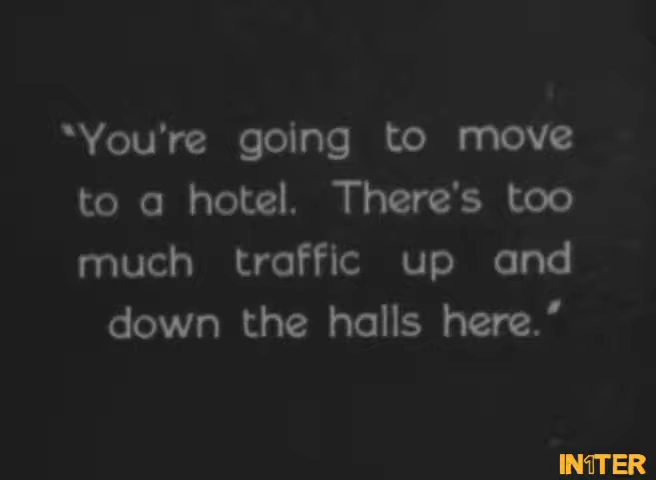 "You're going to move
to a hotel. There's too
much traffic up and
down the halls here."
IN1TER